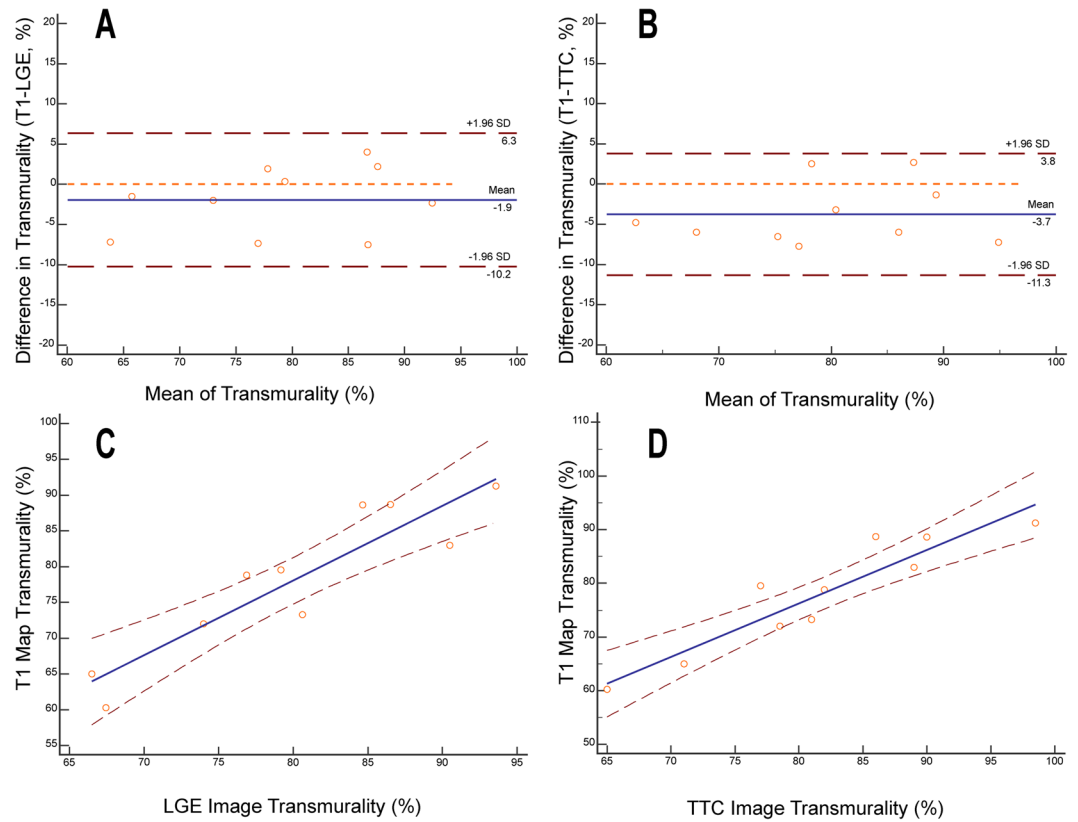 A
Difference in Transmurality (T1-LGE, %)
20
15
10
5
0
-5
-10
-15
-20
+1.96 SD
6.3
Mean
-1.9
-1.96 SD
-10.2
60 65 70 75 80 85 90 95 100
Mean of Transmurality (%)
B
Difference in Transmurality (T1-TTC, %)
20
15
10
5
0
-5
-10
-15
-20
+1.96 SD
3.8
Mean
-3.7
-1.96 SD
-11.3
60 70 80 90 100
Mean of Transmurality (%)
C
T1 Map Transmurality (%)
100
95
90
85
80
75
70
65
60
55
65 70 75 80 85 90 95
LGE Image Transmurality (%)
D
T1 Map Transmurality (%)
110
100
90
80
70
60
50
65 70 75 80 85 90 95 100
TTC Image Transmurality (%)